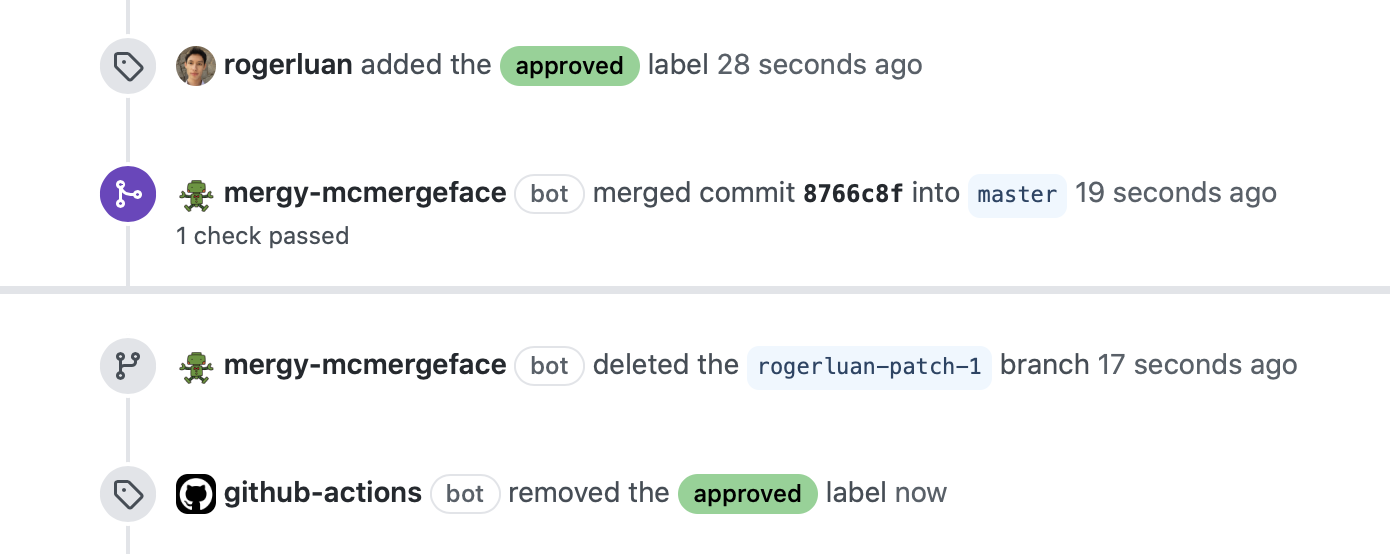 rogerluan added the approved label 28 seconds ago
mergy-mcmergeface bot merged commit 8766c8f into master 19 seconds ago
1 check passed
mergy-mcmergeface bot deleted the rogerluan-patch-1 branch 17 seconds ago
github-actions bot removed the approved label now